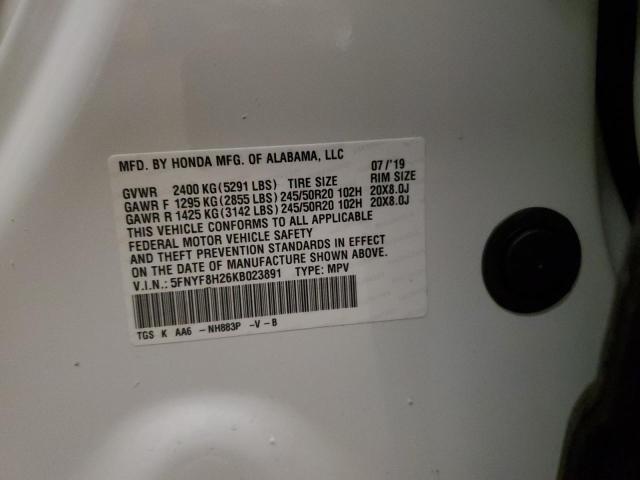 MFD. BY HONDA MFG. OF ALABAMA, LLC 07/'19
GVWR 2400 KG(5291 LBS) TIRE SIZE RIM SIZE
GAWR F 1295 KG(2855 LBS)245/50R20 102H 20X8.0J
GAWR R 1425 KG(3142 LBS)245/50R20 102H 20X8.0J
THIS VEHICLE CONFORMS TO ALL APPLICABLE
FEDERAL MOTOR VEHICLE SAFETY
AND THEFT PREVENTION STANDARDS IN EFFECT
ON THE DATE OF MANUFACTURE SHOWN ABOVE.
V.I.N.: 5FNYF8H26KB023891 TYPE: MPV
TGS K AA6 -NH883P -V-B